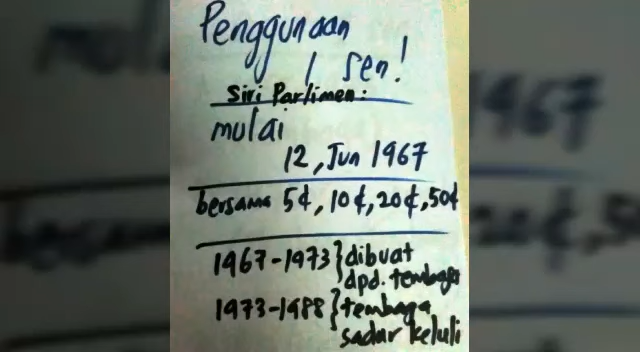 Penggunaan
1 sen!
Siri Parlimen:
mulai
12, Jun 1967
bersama 5¢, 10¢, 20¢, 50¢
1967-1973 } dibuat
dpd. tembaga
1973-1988 } tembaga
sadur keluli